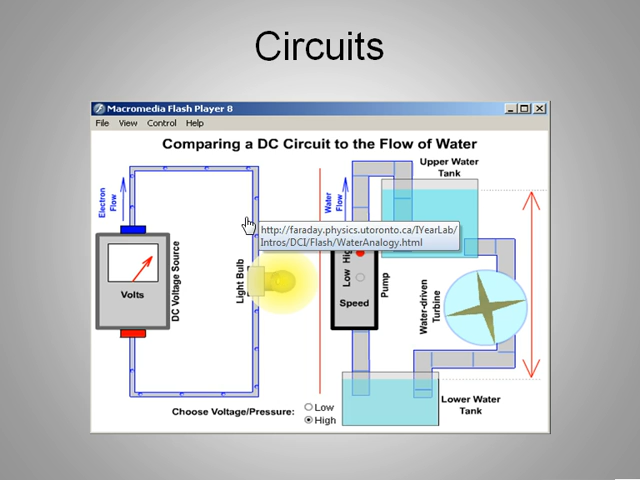 Circuits
Macromedia Flash Player 8
File View Control Help
Comparing a DC Circuit to the Flow of Water
Electron
Flow
Volts
DC Voltage Source
Light Bulb
Water
Flow
Upper Water
Tank
http://faraday.physics.utoronto.ca/IYearLab/
Intros/DCI/Flash/WaterAnalogy.html
Low High
Speed
Pump
Water-driven
Turbine
Lower Water
Tank
Choose Voltage/Pressure:
Low
High